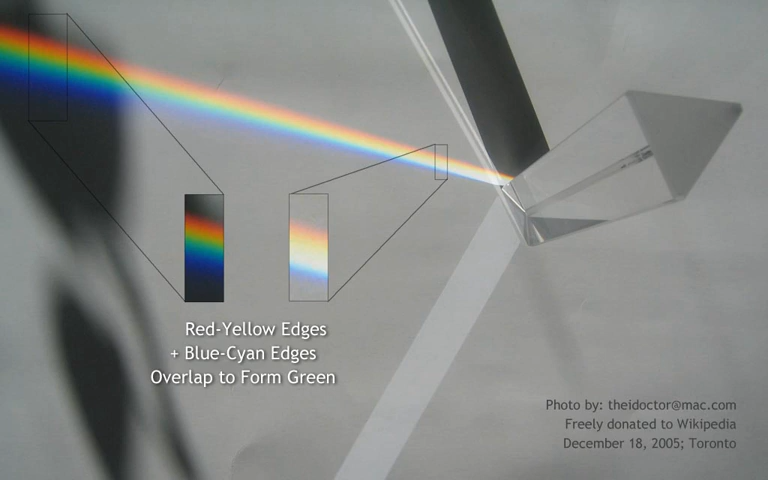 Red-Yellow Edges
+ Blue-Cyan Edges
Overlap to Form Green
Photo by: theidoctor@mac.com
Freely donated to Wikipedia
December 18, 2005; Toronto